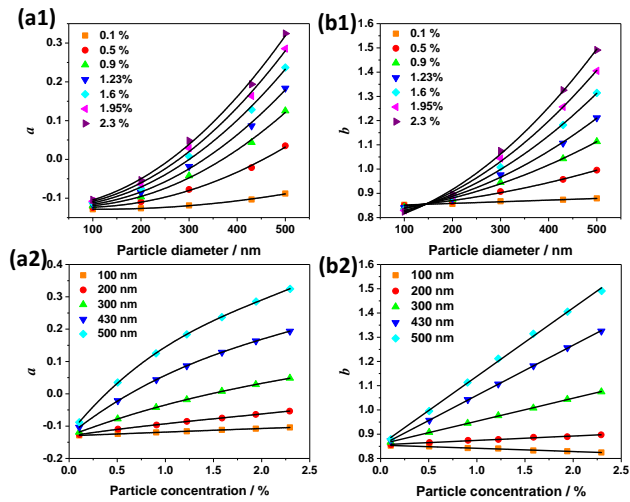 (a1)
0.3
0.2
0.1
0.0
-0.1
a
0.1 %
0.5 %
0.9 %
1.23%
1.6 %
1.95%
2.3 %
100 200 300 400 500
Particle diameter / nm
(b1)
1.6
1.5
1.4
1.3
1.2
1.1
1.0
0.9
0.8
b
0.1 %
0.5 %
0.9 %
1.23%
1.6 %
1.95%
2.3 %
100 200 300 400 500
Particle diameter / nm
(a2)
0.4
0.3
0.2
0.1
0.0
-0.1
-0.2
a
100 nm
200 nm
300 nm
430 nm
500 nm
0.0 0.5 1.0 1.5 2.0 2.5
Particle concentration / %
(b2)
1.6
1.5
1.4
1.3
1.2
1.1
1.0
0.9
0.8
b
100 nm
200 nm
300 nm
430 nm
500 nm
0.0 0.5 1.0 1.5 2.0 2.5
Particle concentration / %